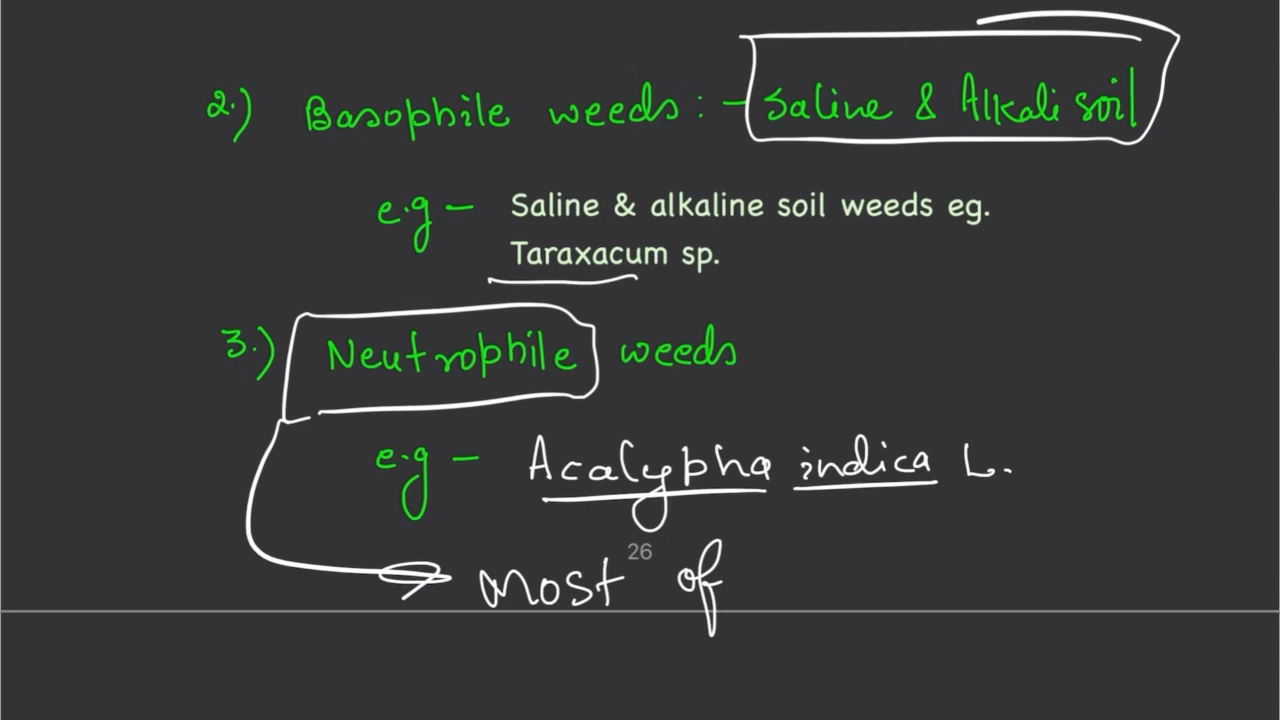 2.) Basophile weeds :- Saline & Alkali soil
e.g - Saline & alkaline soil weeds eg.
Taraxacum sp.
3.) Neutrophile weeds
e.g - Acalypha indica L.
26
most of